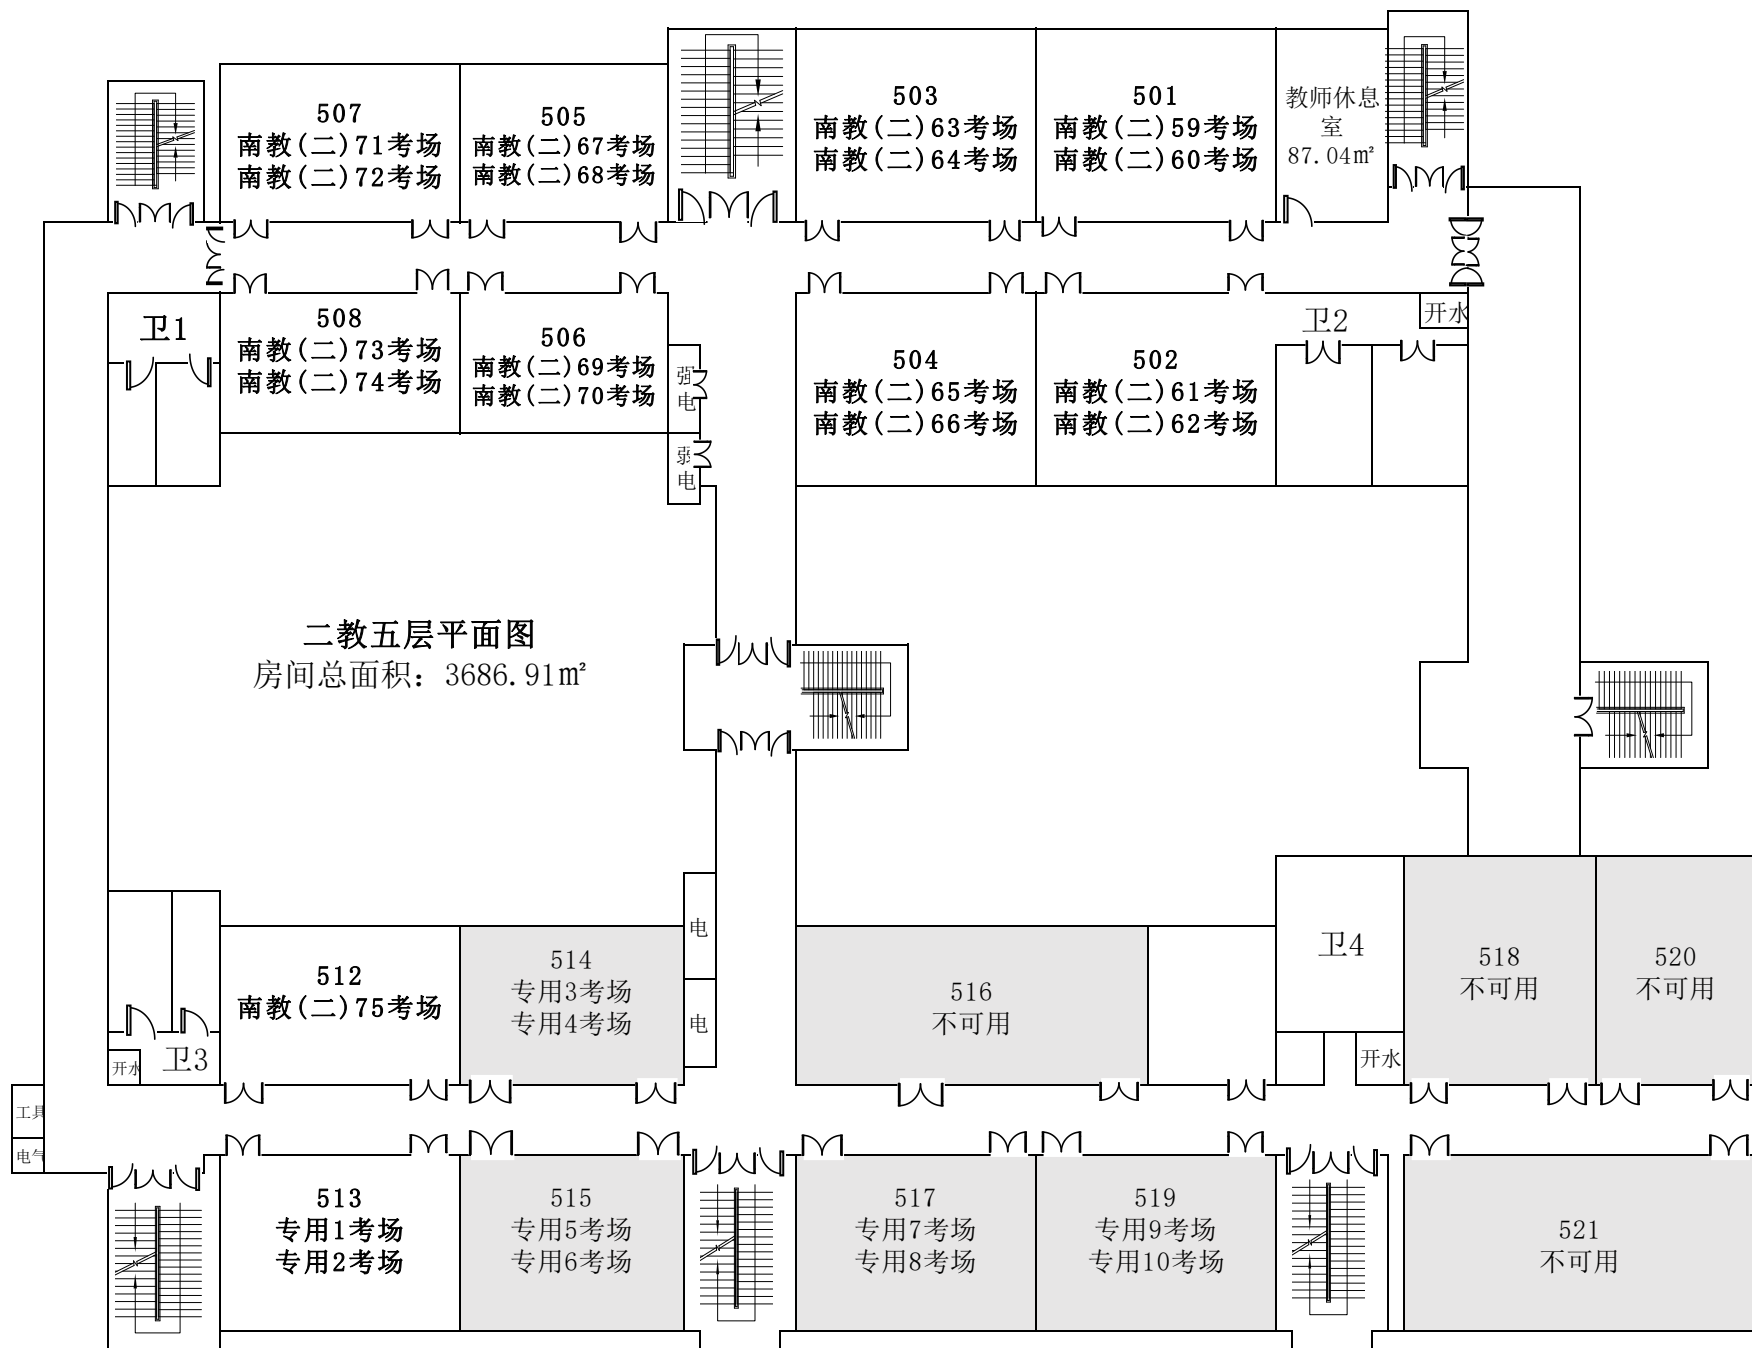 507
南教(二)71考场
南教(二)72考场
505
南教(二)67考场
南教(二)68考场
503
南教(二)63考场
南教(二)64考场
501
南教(二)59考场
南教(二)60考场
教师休息
室
87.04㎡
卫1
508
南教(二)73考场
南教(二)74考场
506
南教(二)69考场
南教(二)70考场
强
电
弱
电
504
南教(二)65考场
南教(二)66考场
502
南教(二)61考场
南教(二)62考场
卫2
开水
二教五层平面图
房间总面积：3686.91㎡
512
南教(二)75考场
514
专用3考场
专用4考场
电
电
516
不可用
卫4
518
不可用
520
不可用
开水
卫3
开水
工具
电气
513
专用1考场
专用2考场
515
专用5考场
专用6考场
517
专用7考场
专用8考场
519
专用9考场
专用10考场
521
不可用